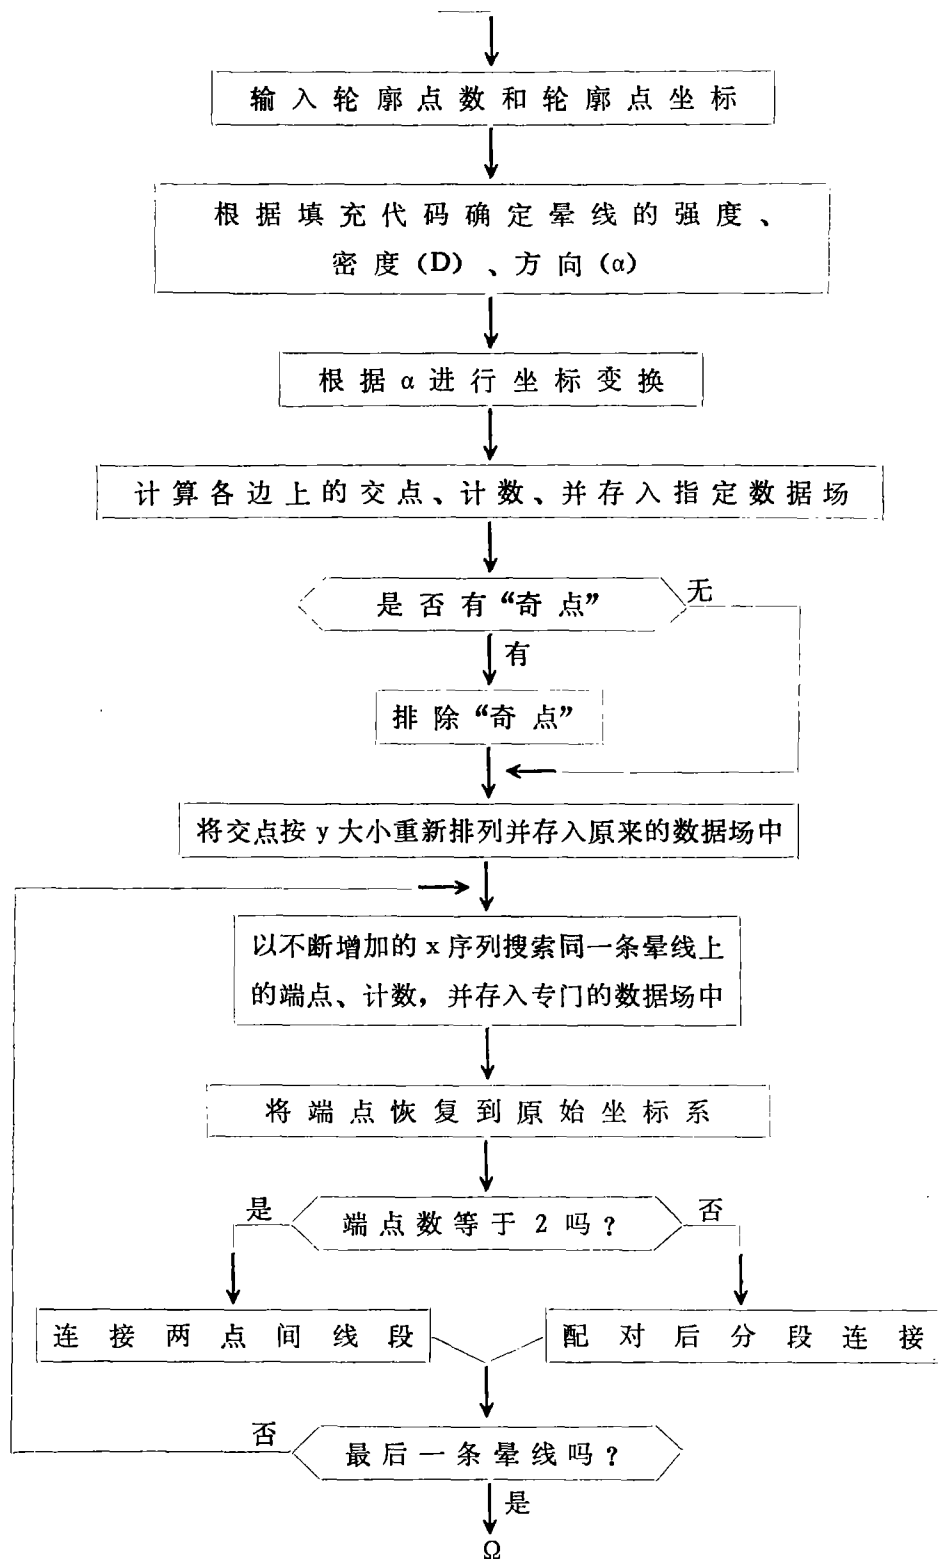 输入轮廓点数和轮廓点坐标
根据填充代码确定晕线的强度、
密度(D)、方向(α)
根据α进行坐标变换
计算各边上的交点、计数、并存入指定数据场
是否有“奇点”
无
有
排除“奇点”
将交点按y大小重新排列并存入原来的数据场中
以不断增加的x序列搜索同一条晕线上
的端点、计数，并存入专门的数据场中
将端点恢复到原始坐标系
是
端点数等于2吗？
否
连接两点间线段
配对后分段连接
否
最后一条晕线吗？
是
Ω